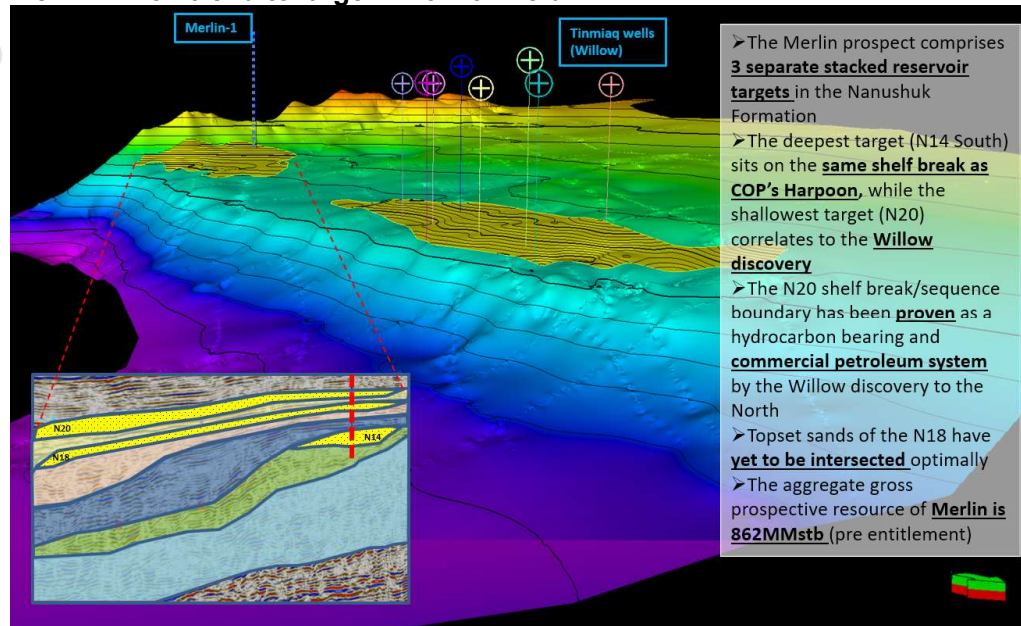 Merlin-1
Tinmiaq wells
(Willow)
➤The Merlin prospect comprises
3 separate stacked reservoir
targets in the Nanushuk
Formation
➤The deepest target (N14 South)
sits on the same shelf break as
COP's Harpoon, while the
shallowest target (N20)
correlates to the Willow
discovery
➤The N20 shelf break/sequence
boundary has been proven as a
hydrocarbon bearing and
commercial petroleum system
by the Willow discovery to the
North
➤Topset sands of the N18 have
yet to be intersected optimally
➤The aggregate gross
prospective resource of Merlin is
862MMstb (pre entitlement)
N20
N18
N14